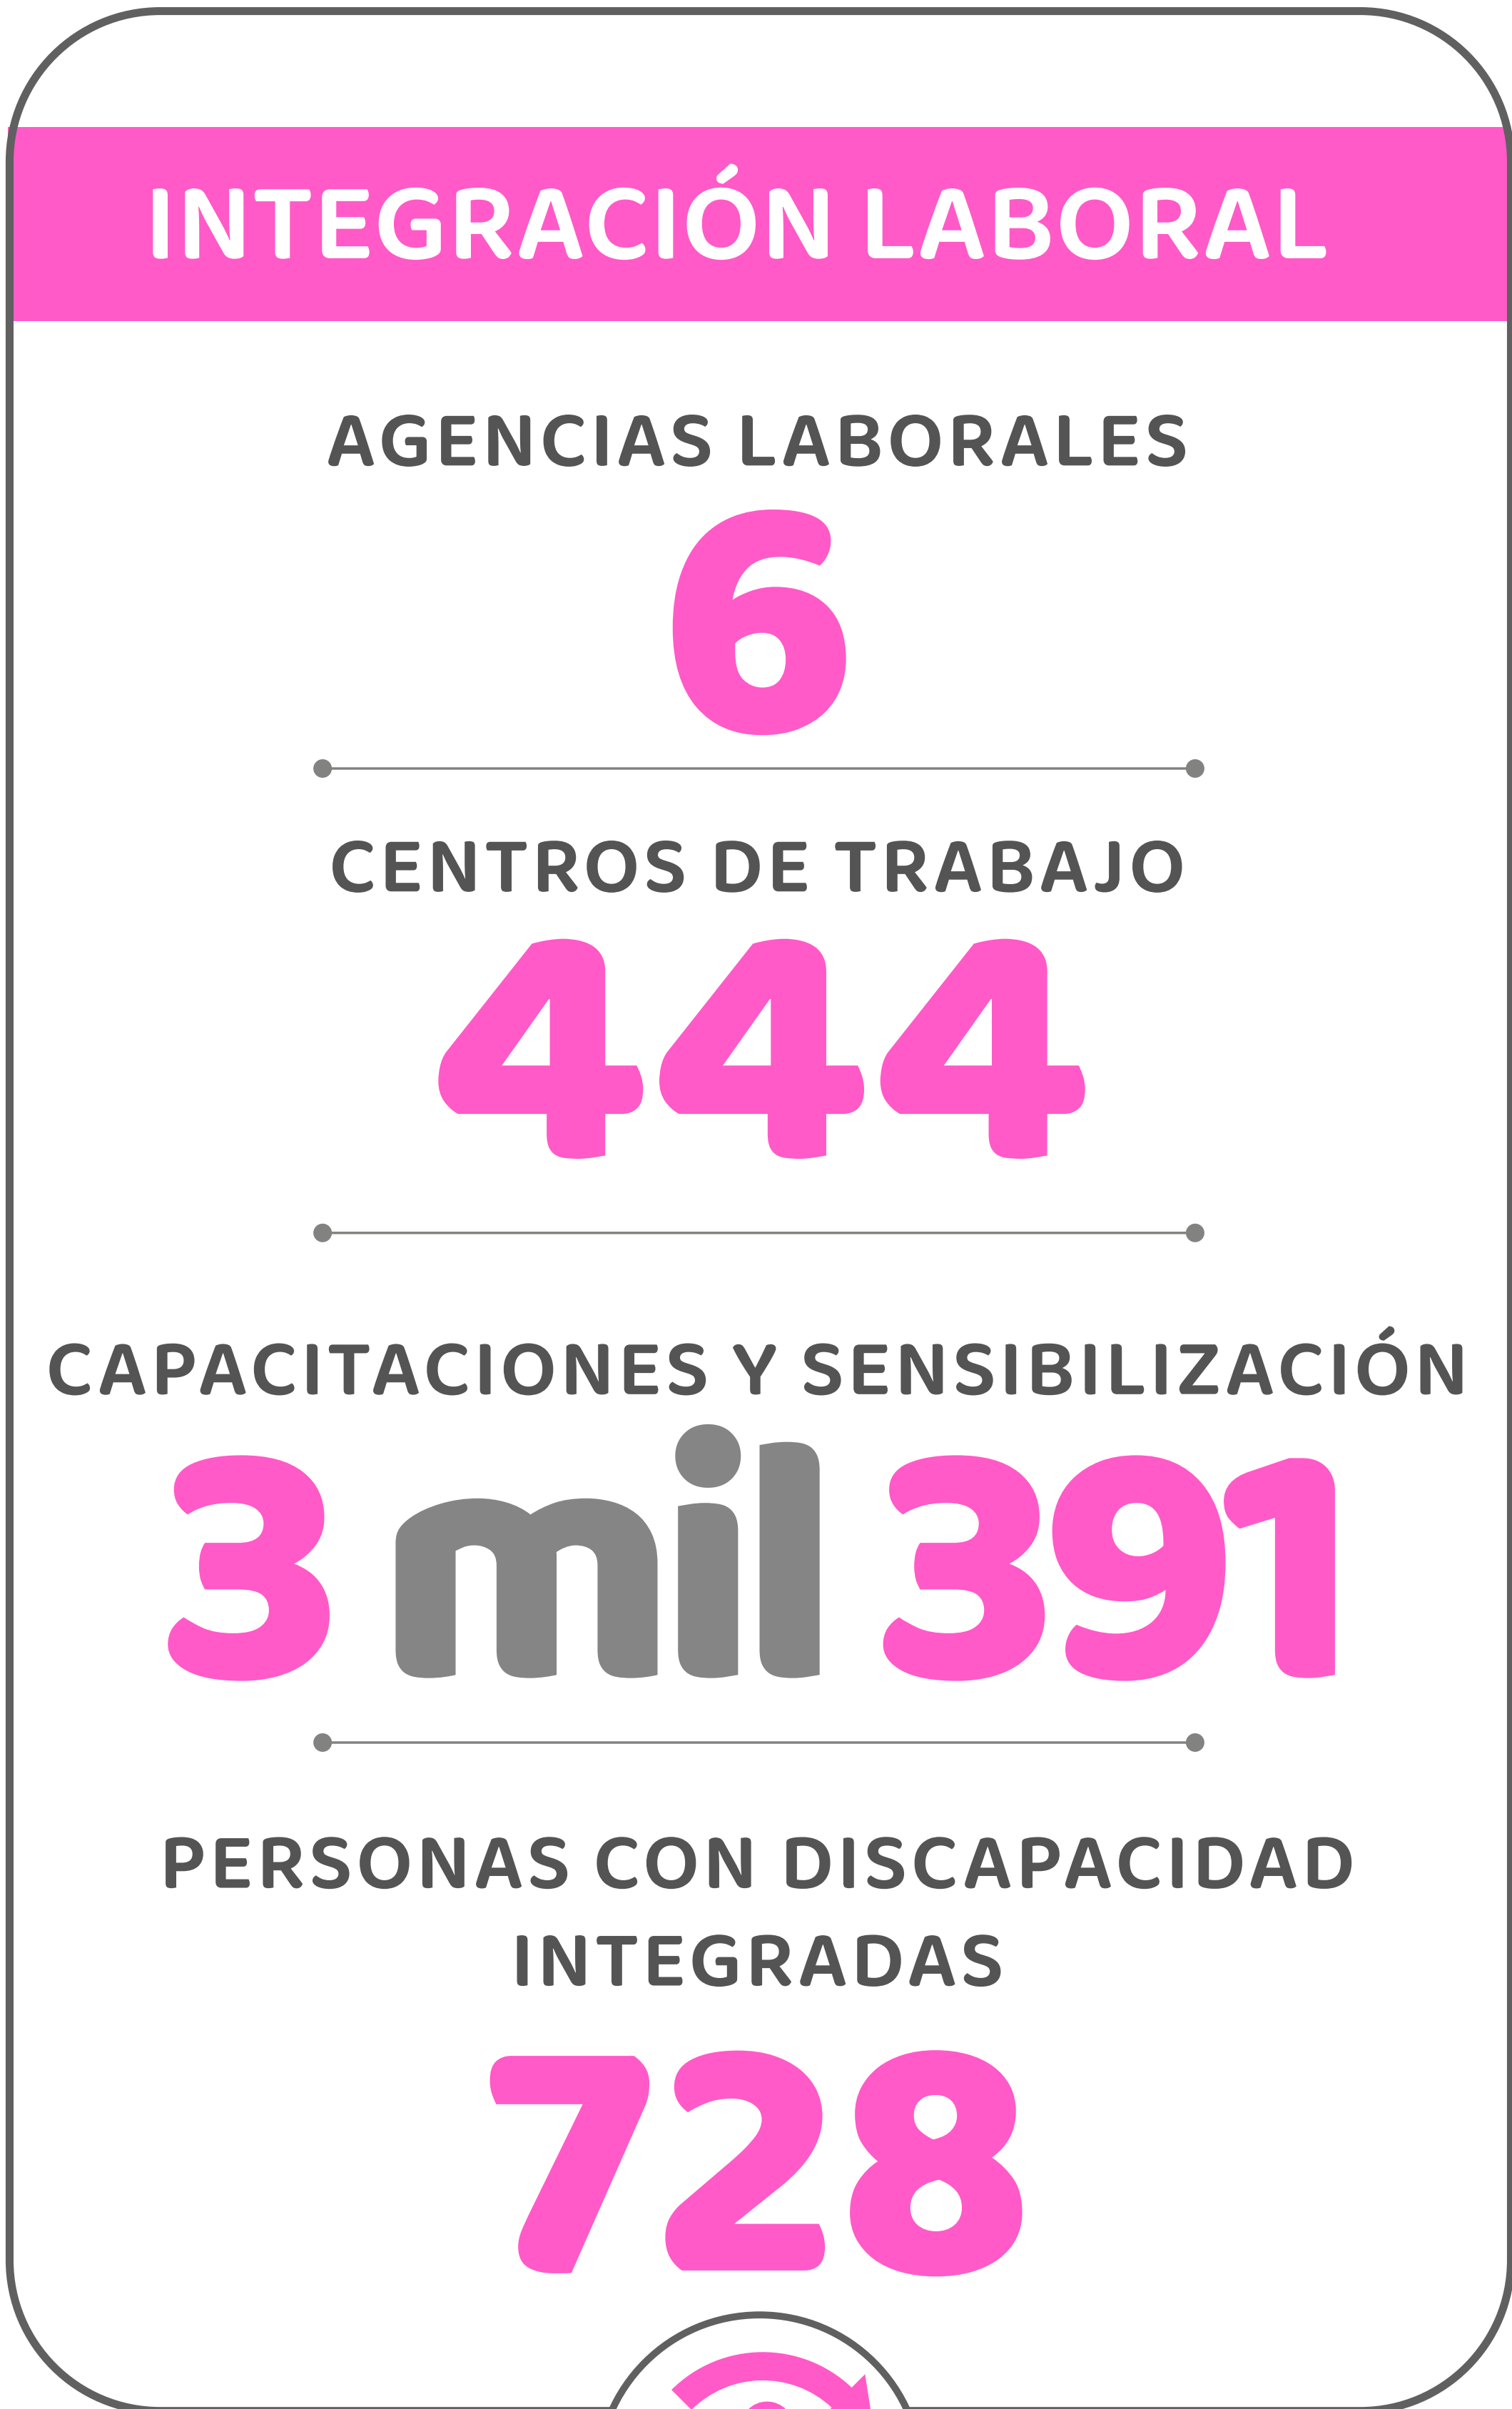 INTEGRACIÓN LABORAL
AGENCIAS LABORALES
6
CENTROS DE TRABAJO
444
CAPACITACIONES Y SENSIBILIZACIÓN
3 mil 391
PERSONAS CON DISCAPACIDAD
INTEGRADAS
728